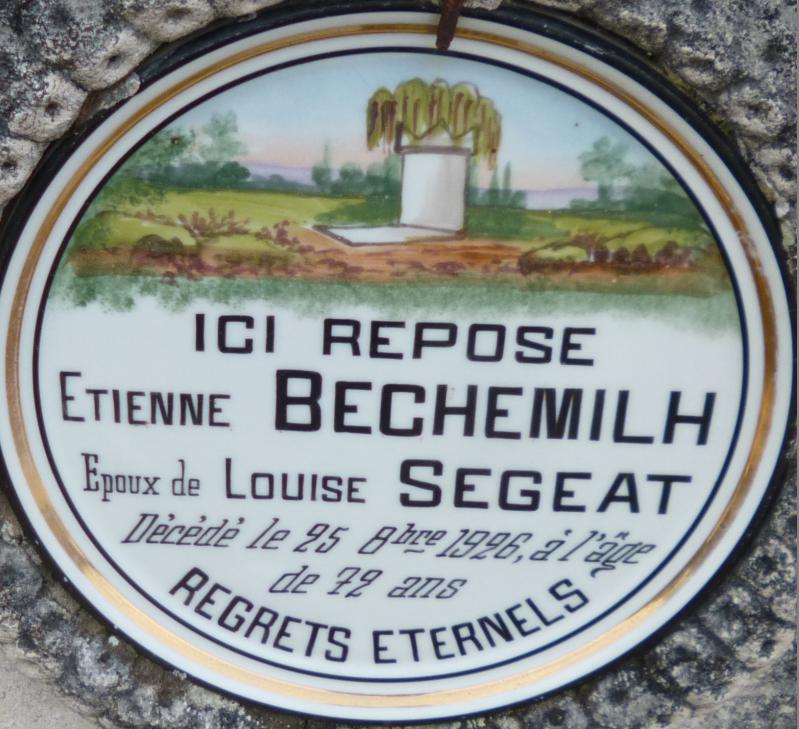 ICI REPOSE
ETIENNE BECHEMILH
Epoux de LOUISE SEGEAT
Décédé le 25 8bre 1926, à l'âge
de 72 ans
REGRETS ETERNELS